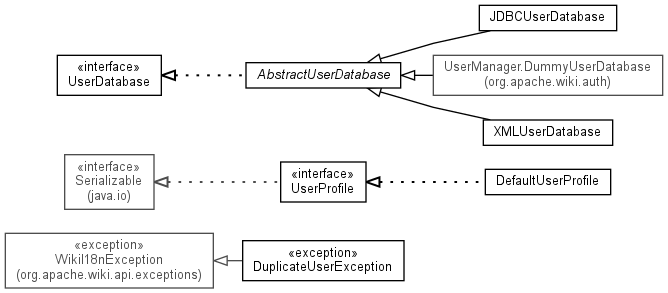 JDBCUserDatabase
«interface»
UserDatabase
AbstractUserDatabase
UserManager.DummyUserDatabase
(org.apache.wiki.auth)
XMLUserDatabase
«interface»
Serializable
(java.io)
«interface»
UserProfile
DefaultUserProfile
«exception»
WikiI18nException
(org.apache.wiki.api.exceptions)
«exception»
DuplicateUserException